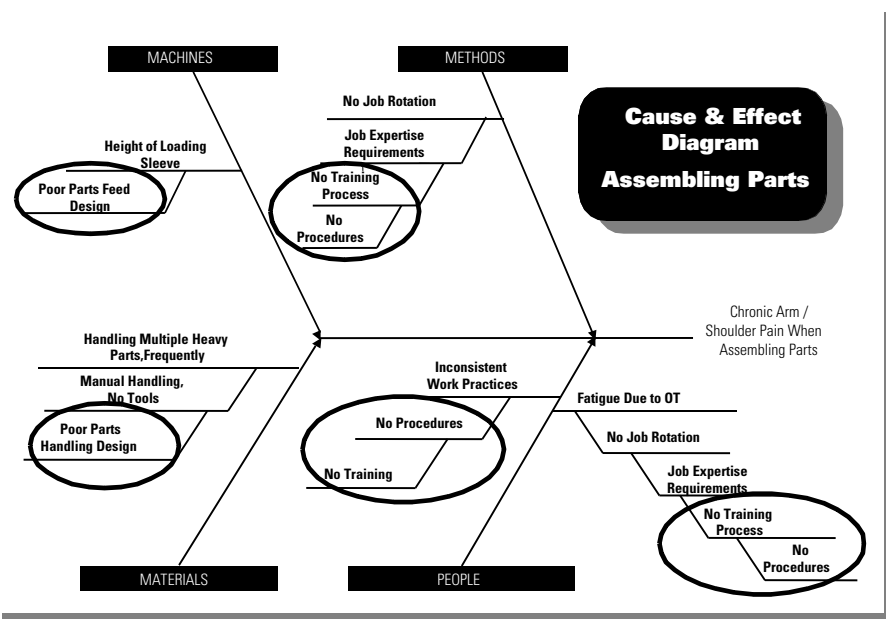 MACHINES
METHODS
Cause & Effect
Diagram
Assembling Parts
No Job Rotation
Job Expertise
Requirements
Height of Loading
Sleeve
No Training
Process
Poor Parts Feed
Design
No
Procedures
Chronic Arm /
Shoulder Pain When
Assembling Parts
Handling Multiple Heavy
Parts,Frequently
Manual Handling,
No Tools
Poor Parts
Handling Design
Inconsistent
Work Practices
No Procedures
No Training
Fatigue Due to OT
No Job Rotation
Job Expertise
Requirements
No Training
Process
No
Procedures
MATERIALS
PEOPLE